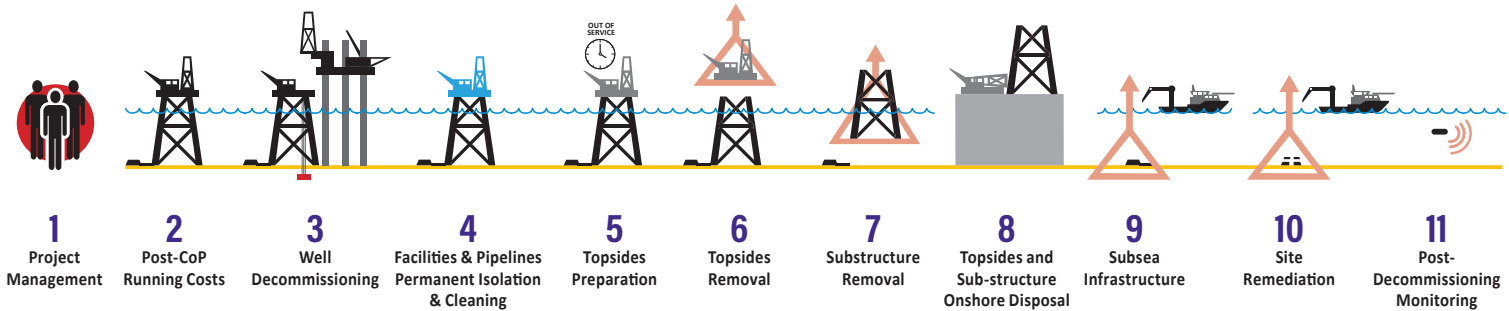 OUT OF
SERVICE
1
Project
Management
2
Post-CoP
Running Costs
3
Well
Decommissioning
4
Facilities & Pipelines
Permanent Isolation
& Cleaning
5
Topsides
Preparation
6
Topsides
Removal
7
Substructure
Removal
8
Topsides and
Sub-structure
Onshore Disposal
9
Subsea
Infrastructure
10
Site
Remediation
11
Post-
Decommissioning
Monitoring